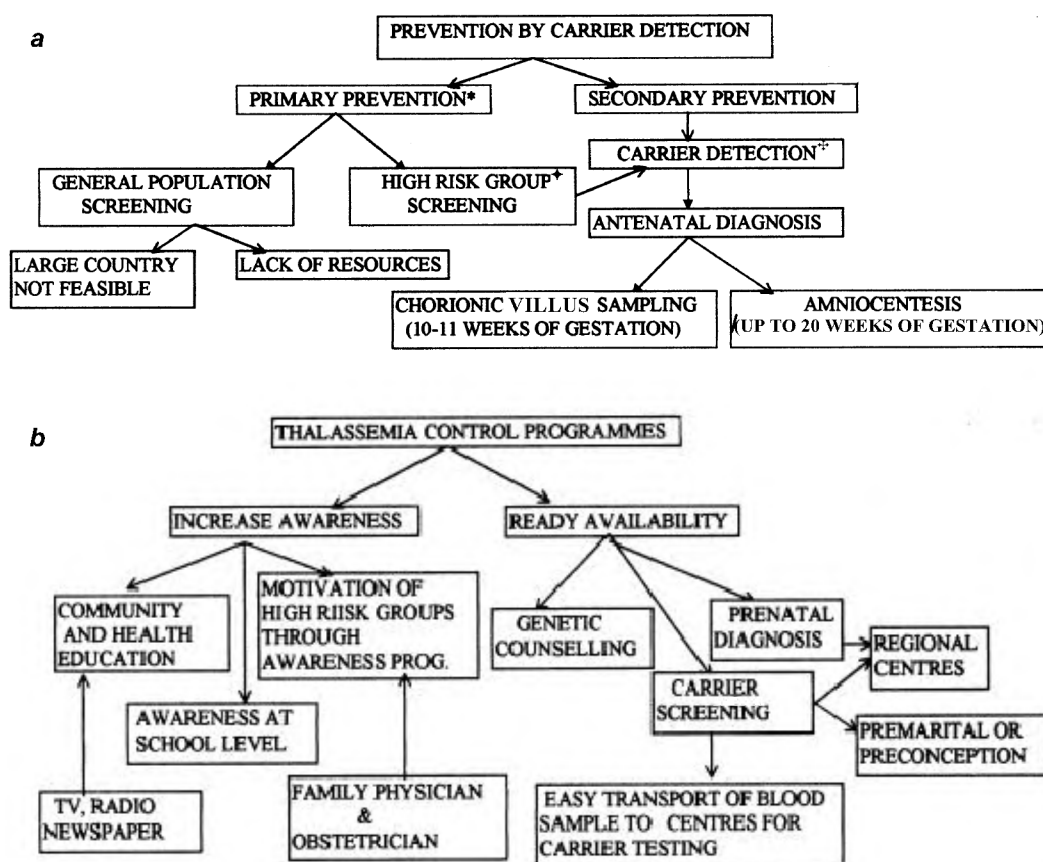 a
PREVENTION BY CARRIER DETECTION
PRIMARY PREVENTION*
SECONDARY PREVENTION
CARRIER DETECTION‡
GENERAL POPULATION
SCREENING
HIGH RISK GROUP✦
SCREENING
ANTENATAL DIAGNOSIS
LARGE COUNTRY
NOT FEASIBLE
LACK OF RESOURCES
CHORIONIC VILLUS SAMPLING
(10-11 WEEKS OF GESTATION)
AMNIOCENTESIS
(UP TO 20 WEEKS OF GESTATION)
b
THALASSEMIA CONTROL PROGRAMMES
INCREASE AWARENESS
READY AVAILABILITY
COMMUNITY
AND HEALTH
EDUCATION
MOTIVATION OF
HIGH RIISK GROUPS
THROUGH
AWARENESS PROG.
GENETIC
COUNSELLING
PRENATAL
DIAGNOSIS
REGIONAL
CENTRES
CARRIER
SCREENING
AWARENESS AT
SCHOOL LEVEL
PREMARITAL OR
PRECONCEPTION
TV, RADIO
NEWSPAPER
FAMILY PHYSICIAN
&
OBSTETRICIAN
EASY TRANSPORT OF BLOOD
SAMPLE TO CENTRES FOR
CARRIER TESTING